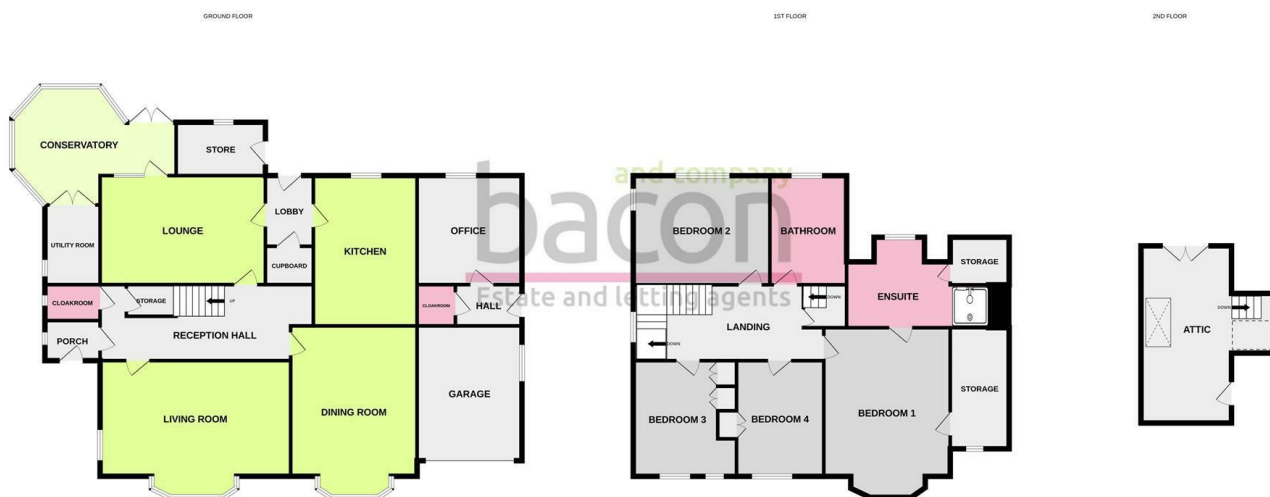 GROUND FLOOR
1ST FLOOR
2ND FLOOR
CONSERVATORY
STORE
LOBBY
LOUNGE
UTILITY ROOM
KITCHEN
OFFICE
CUPBOARD
CLOAKROOM
STORAGE
UP
CLOAKROOM
HALL
RECEPTION HALL
PORCH
LIVING ROOM
DINING ROOM
GARAGE
and company
bacon
Estate and letting agents
BEDROOM 2
BATHROOM
STORAGE
ENSUITE
DOWN
LANDING
DOWN
BEDROOM 3
BEDROOM 4
BEDROOM 1
STORAGE
DOWN
ATTIC